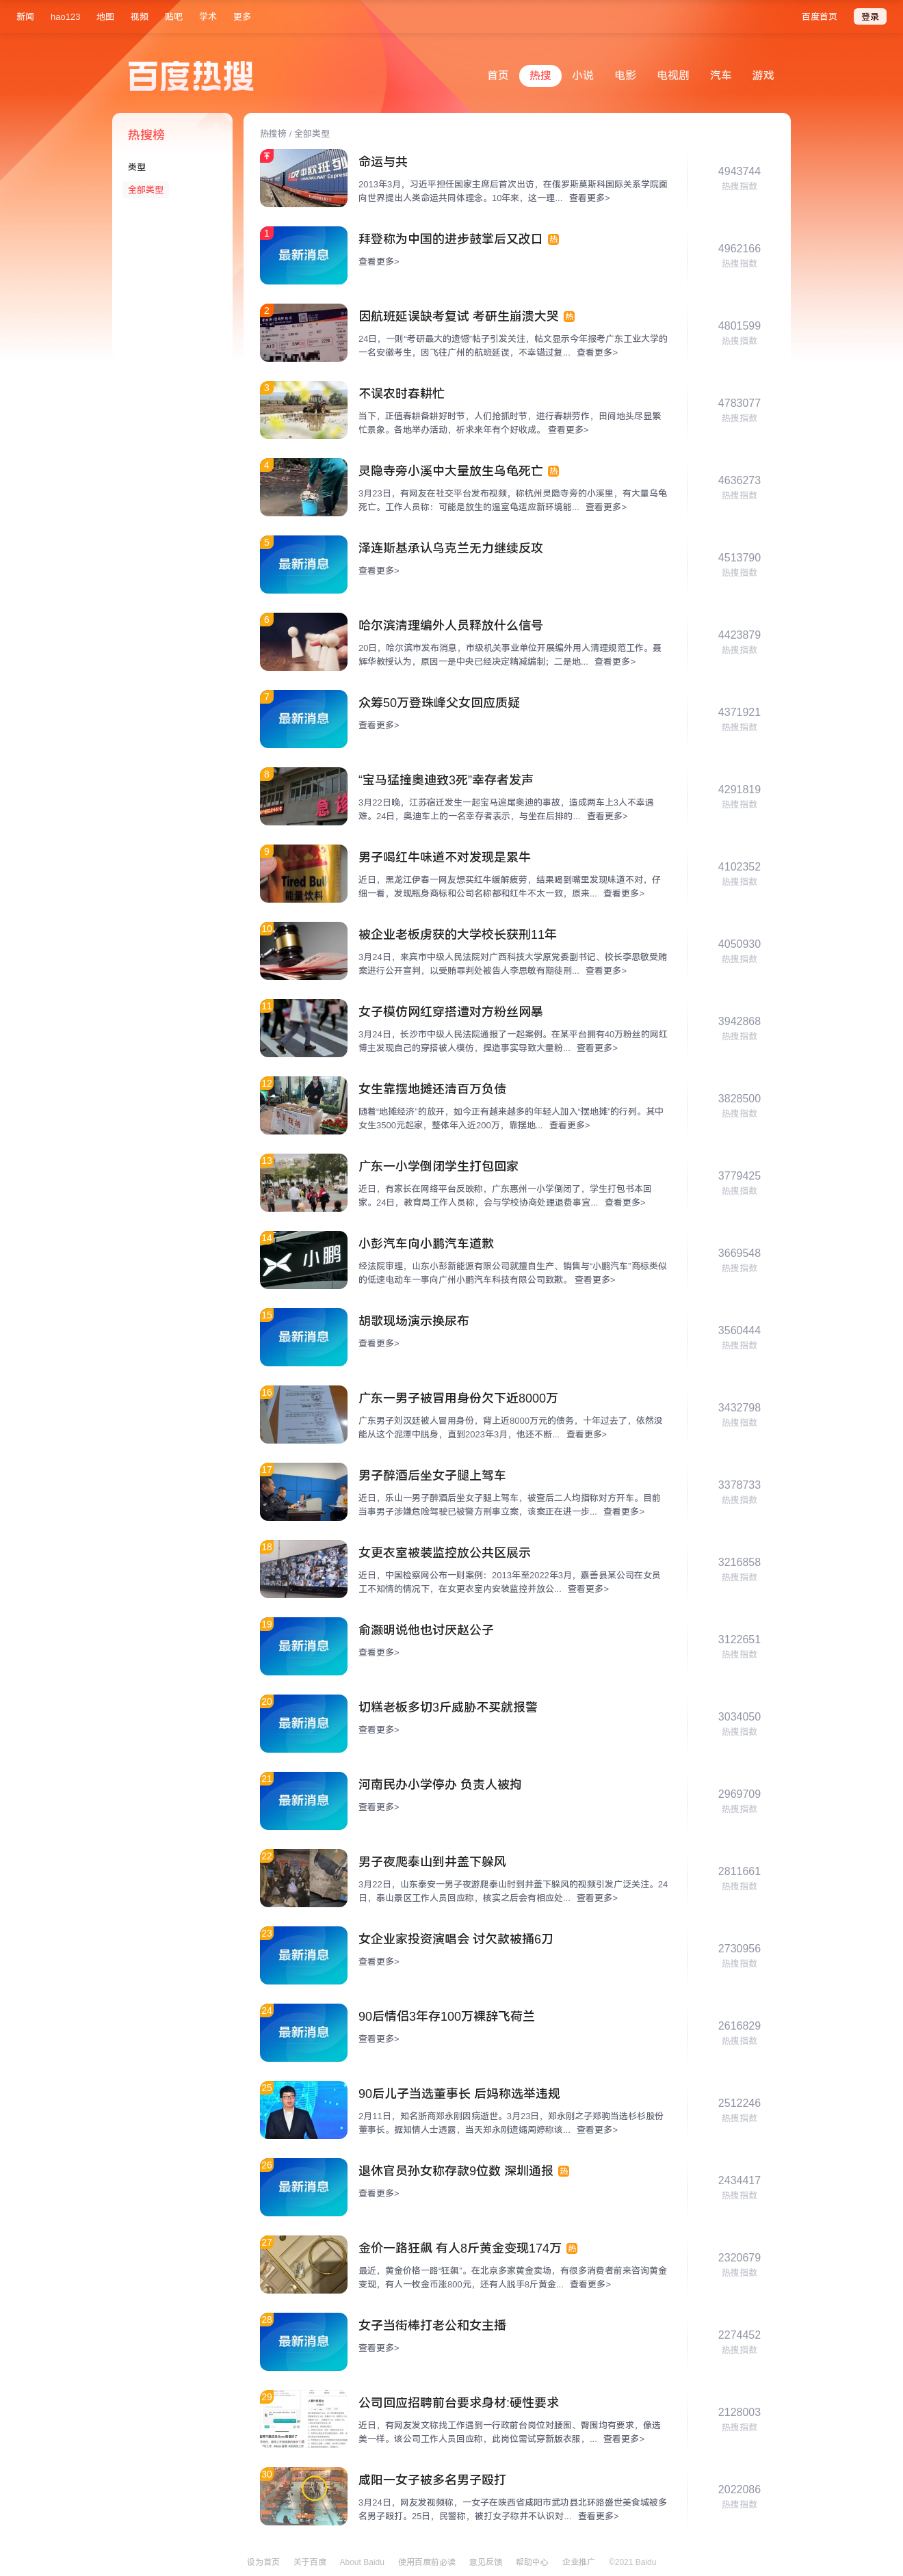 新闻 hao123 地图 视频 贴吧 学术 更多 百度首页 登录
百度热搜
首页 热搜 小说 电影 电视剧 汽车 游戏
热搜榜
类型
全部类型
热搜榜 / 全部类型
命运与共
2013年3月，习近平担任国家主席后首次出访，在俄罗斯莫斯科国际关系学院面
向世界提出人类命运共同体理念。10年来，这一理... 查看更多>
4943744
热搜指数
1
最新消息
拜登称为中国的进步鼓掌后又改口 热
查看更多>
4962166
热搜指数
2
因航班延误缺考复试 考研生崩溃大哭 热
24日，一则“考研最大的遗憾”帖子引发关注，帖文显示今年报考广东工业大学的
一名安徽考生，因飞往广州的航班延误，不幸错过复... 查看更多>
4801599
热搜指数
3
不误农时春耕忙
当下，正值春耕备耕好时节，人们抢抓时节，进行春耕劳作，田间地头尽显繁
忙景象。各地举办活动，祈求来年有个好收成。 查看更多>
4783077
热搜指数
4
灵隐寺旁小溪中大量放生乌龟死亡 热
3月23日，有网友在社交平台发布视频，称杭州灵隐寺旁的小溪里，有大量乌龟
死亡。工作人员称：可能是放生的温室龟适应新环境能... 查看更多>
4636273
热搜指数
5
最新消息
泽连斯基承认乌克兰无力继续反攻
查看更多>
4513790
热搜指数
6
哈尔滨清理编外人员释放什么信号
20日，哈尔滨市发布消息，市级机关事业单位开展编外用人清理规范工作。聂
辉华教授认为，原因一是中央已经决定精减编制；二是地... 查看更多>
4423879
热搜指数
7
最新消息
众筹50万登珠峰父女回应质疑
查看更多>
4371921
热搜指数
8
急诊
“宝马猛撞奥迪致3死”幸存者发声
3月22日晚，江苏宿迁发生一起宝马追尾奥迪的事故，造成两车上3人不幸遇
难。24日，奥迪车上的一名幸存者表示，与坐在后排的... 查看更多>
4291819
热搜指数
9
Tired Bull
能量饮料
男子喝红牛味道不对发现是累牛
近日，黑龙江伊春一网友想买红牛缓解疲劳，结果喝到嘴里发现味道不对，仔
细一看，发现瓶身商标和公司名称都和红牛不太一致，原来... 查看更多>
4102352
热搜指数
10
被企业老板虏获的大学校长获刑11年
3月24日，来宾市中级人民法院对广西科技大学原党委副书记、校长李思敏受贿
案进行公开宣判，以受贿罪判处被告人李思敏有期徒刑... 查看更多>
4050930
热搜指数
11
女子模仿网红穿搭遭对方粉丝网暴
3月24日，长沙市中级人民法院通报了一起案例。在某平台拥有40万粉丝的网红
博主发现自己的穿搭被人模仿，捏造事实导致大量粉... 查看更多>
3942868
热搜指数
12
女生靠摆地摊还清百万负债
随着“地摊经济”的放开，如今正有越来越多的年轻人加入“摆地摊”的行列。其中
女生3500元起家，整体年入近200万，靠摆地... 查看更多>
3828500
热搜指数
13
广东一小学倒闭学生打包回家
近日，有家长在网络平台反映称，广东惠州一小学倒闭了，学生打包书本回
家。24日，教育局工作人员称，会与学校协商处理退费事宜... 查看更多>
3779425
热搜指数
14
小鹏
小彭汽车向小鹏汽车道歉
经法院审理，山东小彭新能源有限公司就擅自生产、销售与“小鹏汽车”商标类似
的低速电动车一事向广州小鹏汽车科技有限公司致歉。 查看更多>
3669548
热搜指数
15
最新消息
胡歌现场演示换尿布
查看更多>
3560444
热搜指数
16
广东一男子被冒用身份欠下近8000万
广东男子刘汉廷被人冒用身份，背上近8000万元的债务，十年过去了，依然没
能从这个泥潭中脱身，直到2023年3月，他还不断... 查看更多>
3432798
热搜指数
17
男子醉酒后坐女子腿上驾车
近日，乐山一男子醉酒后坐女子腿上驾车，被查后二人均指称对方开车。目前
当事男子涉嫌危险驾驶已被警方刑事立案，该案正在进一步... 查看更多>
3378733
热搜指数
18
女更衣室被装监控放公共区展示
近日，中国检察网公布一则案例：2013年至2022年3月，嘉善县某公司在女员
工不知情的情况下，在女更衣室内安装监控并放公... 查看更多>
3216858
热搜指数
19
最新消息
俞灏明说他也讨厌赵公子
查看更多>
3122651
热搜指数
20
最新消息
切糕老板多切3斤威胁不买就报警
查看更多>
3034050
热搜指数
21
最新消息
河南民办小学停办 负责人被拘
查看更多>
2969709
热搜指数
22
男子夜爬泰山到井盖下躲风
3月22日，山东泰安一男子夜游爬泰山时到井盖下躲风的视频引发广泛关注。24
日，泰山景区工作人员回应称，核实之后会有相应处... 查看更多>
2811661
热搜指数
23
最新消息
女企业家投资演唱会 讨欠款被捅6刀
查看更多>
2730956
热搜指数
24
最新消息
90后情侣3年存100万裸辞飞荷兰
查看更多>
2616829
热搜指数
25
90后儿子当选董事长 后妈称选举违规
2月11日，知名浙商郑永刚因病逝世。3月23日，郑永刚之子郑驹当选杉杉股份
董事长。据知情人士透露，当天郑永刚遗孀周婷称该... 查看更多>
2512246
热搜指数
26
最新消息
退休官员孙女称存款9位数 深圳通报 热
查看更多>
2434417
热搜指数
27
金价一路狂飙 有人8斤黄金变现174万 热
最近，黄金价格一路“狂飙”。在北京多家黄金卖场，有很多消费者前来咨询黄金
变现，有人一枚金币涨800元，还有人脱手8斤黄金... 查看更多>
2320679
热搜指数
28
最新消息
女子当街棒打老公和女主播
查看更多>
2274452
热搜指数
29
公司回应招聘前台要求身材:硬性要求
近日，有网友发文称找工作遇到一行政前台岗位对腰围、臀围均有要求，像选
美一样。该公司工作人员回应称，此岗位需试穿新版衣服，... 查看更多>
2128003
热搜指数
30
咸阳一女子被多名男子殴打
3月24日，网友发视频称，一女子在陕西省咸阳市武功县北环路盛世美食城被多
名男子殴打。25日，民警称，被打女子称并不认识对... 查看更多>
2022086
热搜指数
设为首页 关于百度 About Baidu 使用百度前必读 意见反馈 帮助中心 企业推广 ©2021 Baidu